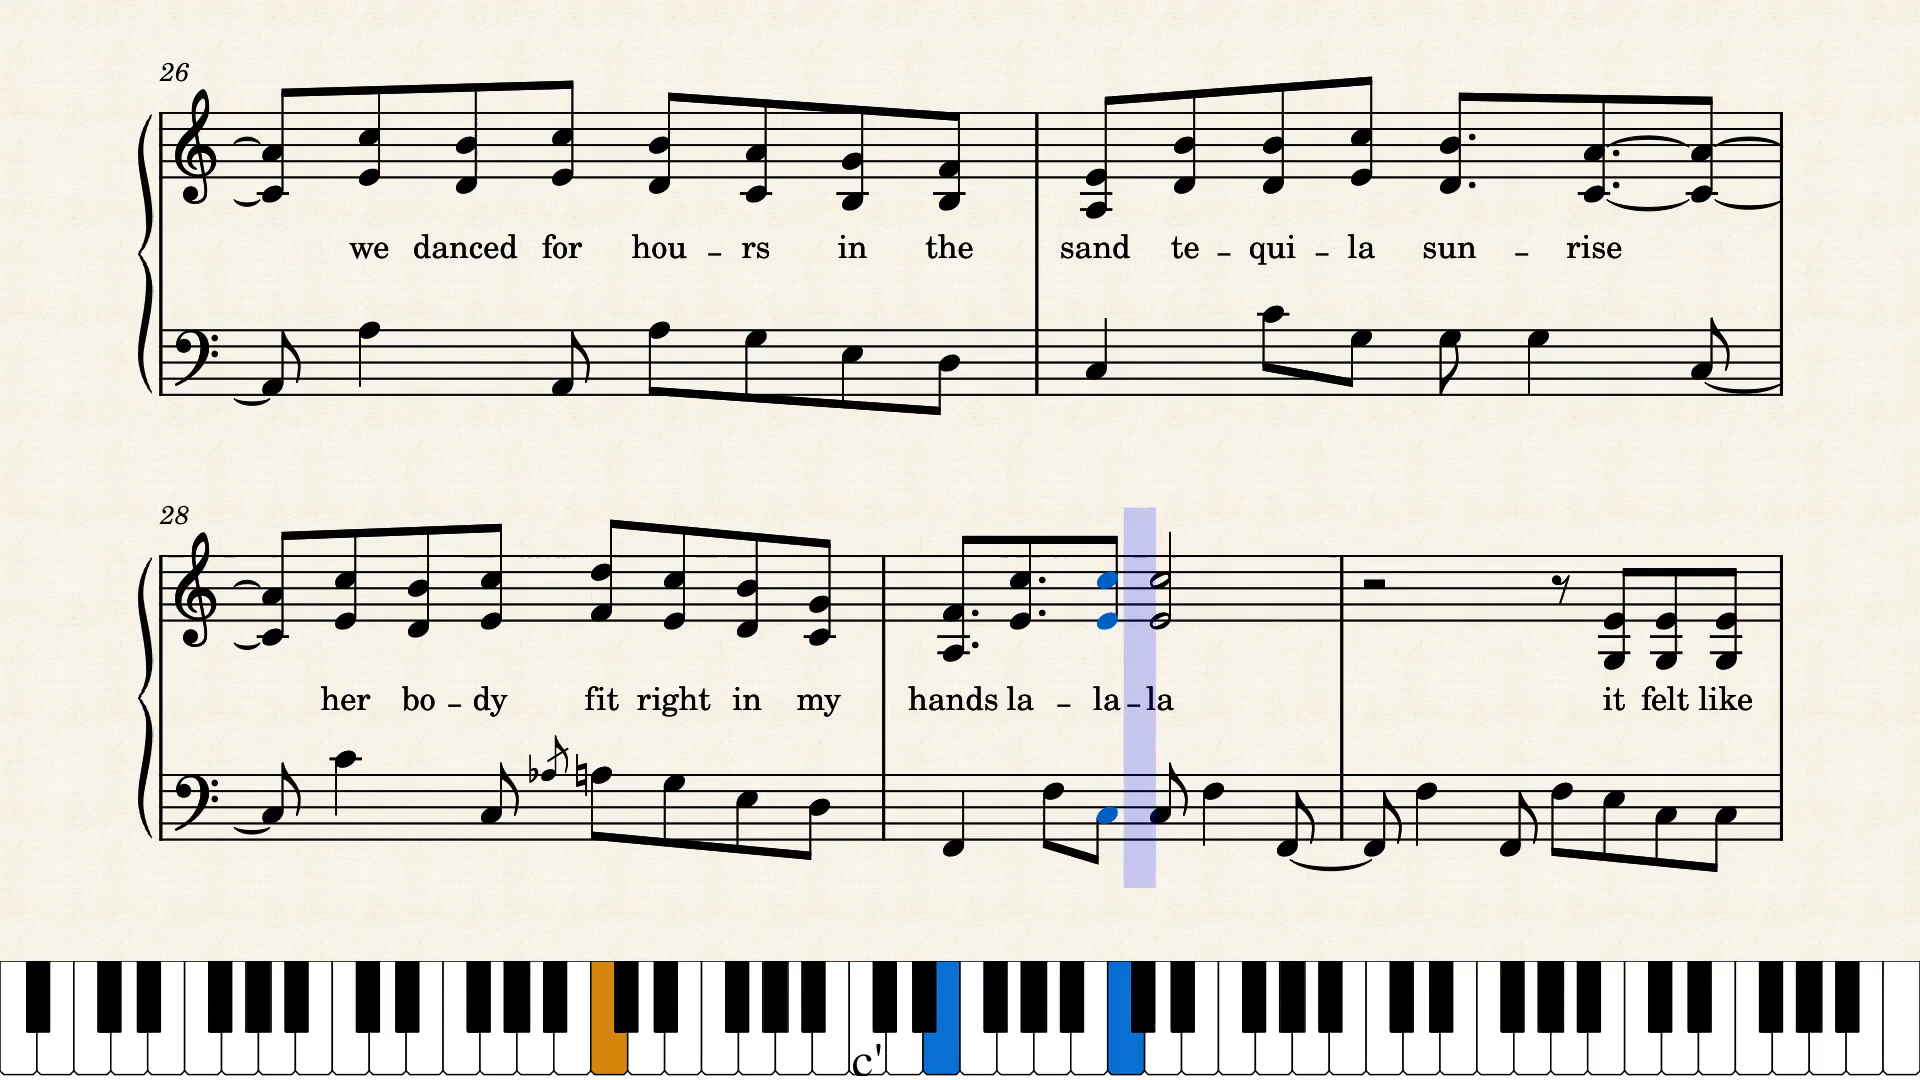 26
we danced for hou - rs in the sand te - qui - la sun - rise
28
her bo - dy fit right in my hands la - la - la it felt like
c'